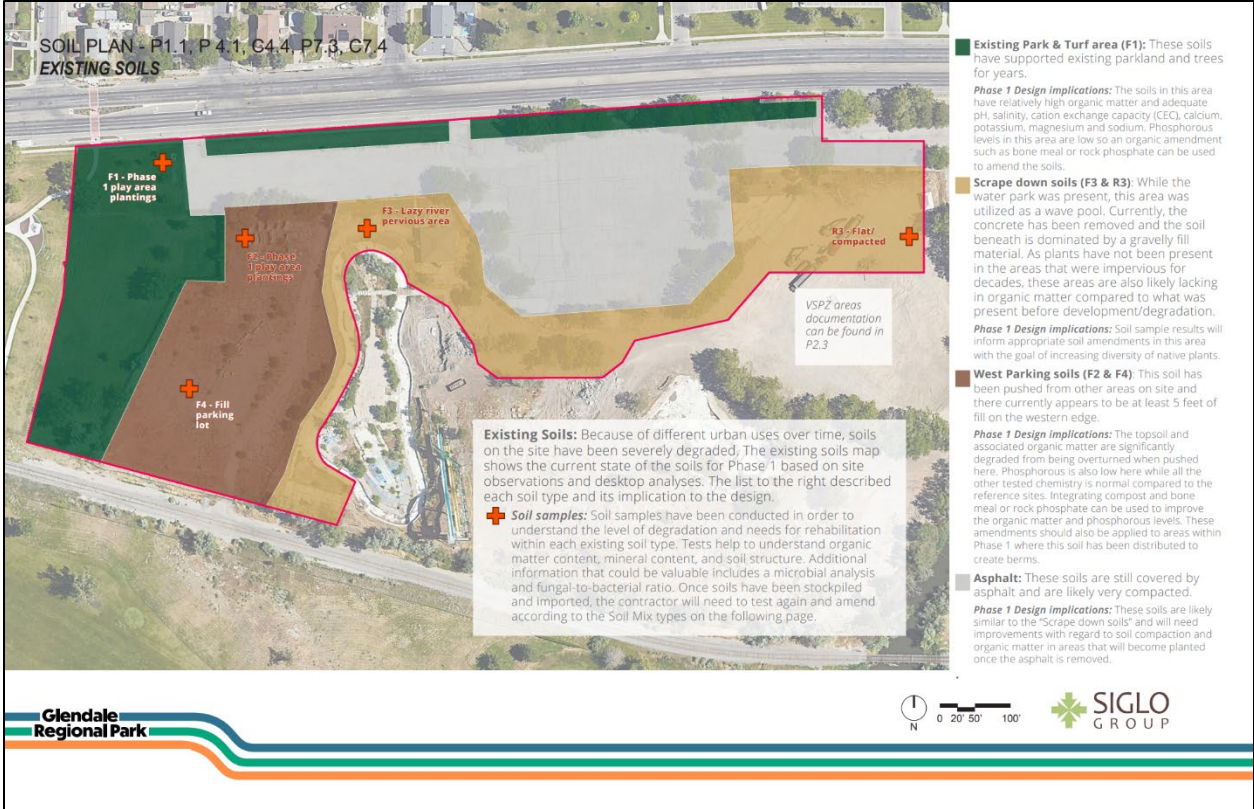 SOIL PLAN - P1.1, P 4.1, C4.4, P7.3, C7.4
EXISTING SOILS
F1 - Phase
1 play area
plantings
F2 - Phase
1 play area
plantings
F3 - Lazy river
pervious area
R3 - Flat/
compacted
F4 - Fill
parking
lot
VSPZ areas
documentation
can be found in
P2.3
Existing Soils: Because of different urban uses over time, soils
on the site have been severely degraded. The existing soils map
shows the current state of the soils for Phase 1 based on site
observations and desktop analyses. The list to the right described
each soil type and its implication to the design.
Soil samples: Soil samples have been conducted in order to
understand the level of degradation and needs for rehabilitation
within each existing soil type. Tests help to understand organic
matter content, mineral content, and soil structure. Additional
information that could be valuable includes a microbial analysis
and fungal-to-bacterial ratio. Once soils have been stockpiled
and imported, the contractor will need to test again and amend
according to the Soil Mix types on the following page.
Existing Park & Turf area (F1): These soils
have supported existing parkland and trees
for years.
Phase 1 Design implications: The soils in this area
have relatively high organic matter and adequate
pH, salinity, cation exchange capacity (CEC), calcium,
potassium, magnesium and sodium. Phosphorous
levels in this area are low so an organic amendment
such as bone meal or rock phosphate can be used
to amend the soils.
Scrape down soils (F3 & R3): While the
water park was present, this area was
utilized as a wave pool. Currently, the
concrete has been removed and the soil
beneath is dominated by a gravelly fill
material. As plants have not been present
in the areas that were impervious for
decades, these areas are also likely lacking
in organic matter compared to what was
present before development/degradation.
Phase 1 Design implications: Soil sample results will
inform appropriate soil amendments in this area
with the goal of increasing diversity of native plants.
West Parking soils (F2 & F4): This soil has
been pushed from other areas on site and
there currently appears to be at least 5 feet of
fill on the western edge.
Phase 1 Design implications: The topsoil and
associated organic matter are significantly
degraded from being overturned when pushed
here. Phosphorous is also low here while all the
other tested chemistry is normal compared to the
reference sites. Integrating compost and bone
meal or rock phosphate can be used to improve
the organic matter and phosphorous levels. These
amendments should also be applied to areas within
Phase 1 where this soil has been distributed to
create berms.
Asphalt: These soils are still covered by
asphalt and are likely very compacted.
Phase 1 Design implications: These soils are likely
similar to the "Scrape down soils" and will need
improvements with regard to soil compaction and
organic matter in areas that will become planted
once the asphalt is removed.
Glendale
Regional Park
N
0 20' 50' 100'
SIGLO
GROUP